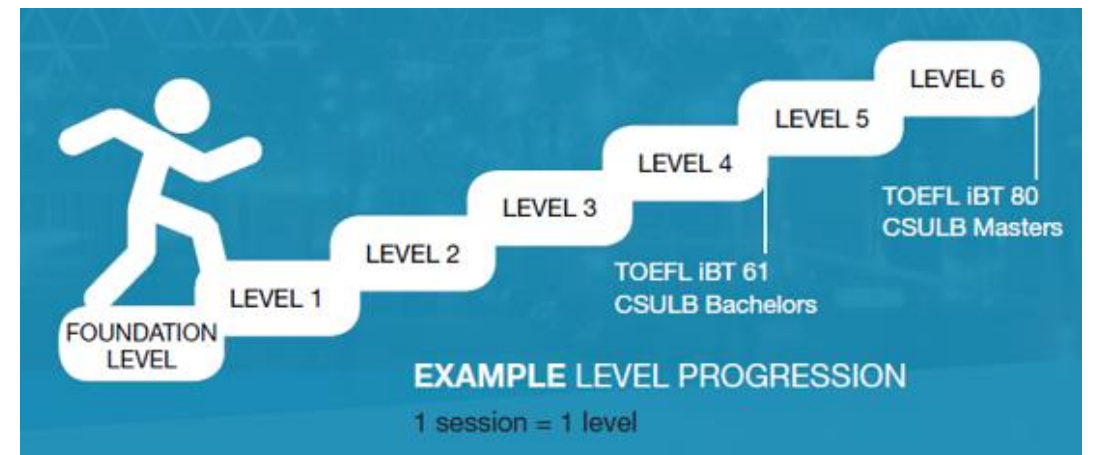 LEVEL 6
LEVEL 5
LEVEL 4
TOEFL iBT 80
CSULB Masters
LEVEL 3
LEVEL 2
TOEFL iBT 61
CSULB Bachelors
LEVEL 1
FOUNDATION
LEVEL
EXAMPLE LEVEL PROGRESSION
1 session = 1 level